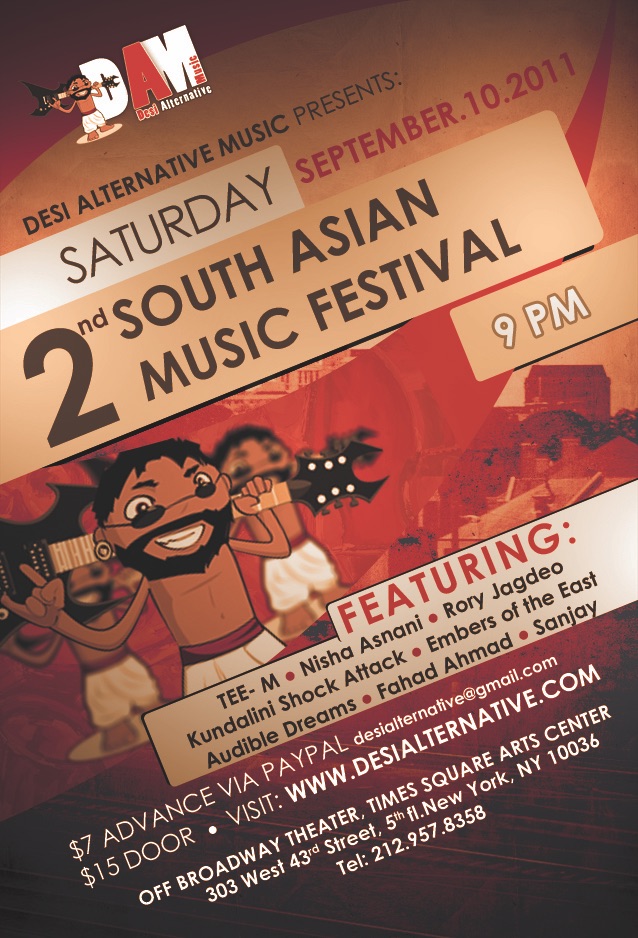 DAM
Music
Desi Alternative
DESI ALTERNATIVE MUSIC PRESENTS:
SATURDAY SEPTEMBER.10.2011
2nd SOUTH ASIAN
MUSIC FESTIVAL
9 PM
FEATURING:
TEE- M • Nisha Asnani • Rory Jagdeo
Kundalini Shock Attack • Embers of the East
Audible Dreams • Fahad Ahmad • Sanjay
$7 ADVANCE VIA PAYPAL desialternative@gmail.com
$15 DOOR • VISIT: WWW.DESIALTERNATIVE.COM
OFF BROADWAY THEATER, TIMES SQUARE ARTS CENTER
303 West 43rd Street, 5th fl.New York, NY 10036
Tel: 212.957.8358